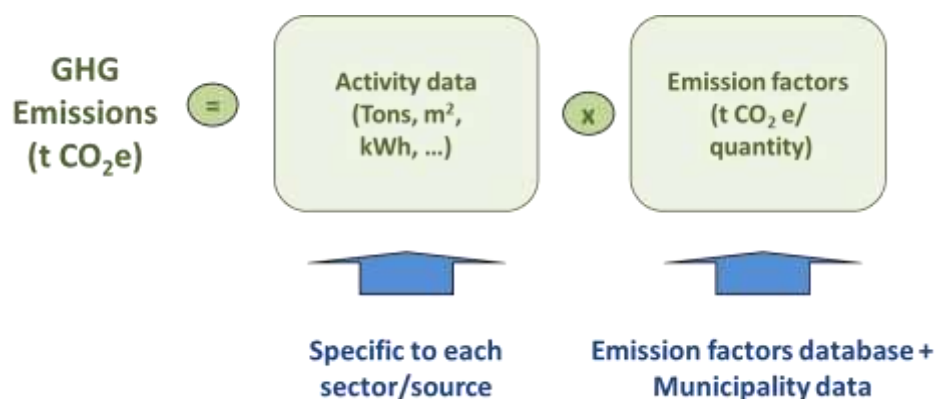 GHG
Emissions
(t CO₂e)
=
Activity data
(Tons, m²,
kWh, ...)
x
Emission factors
(t CO₂ e/
quantity)
Specific to each
sector/source
Emission factors database +
Municipality data